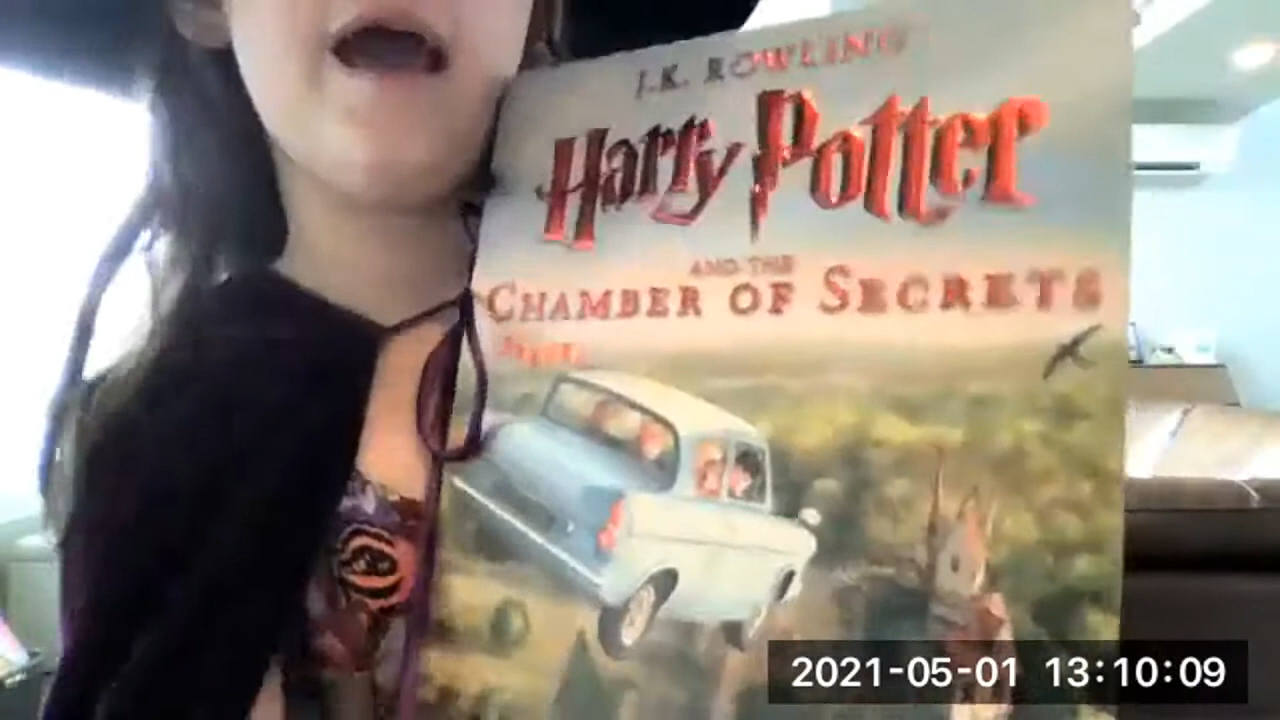 J.K. ROWLING
Harry Potter
AND THE
CHAMBER OF SECRETS
2021-05-01 13:10:09